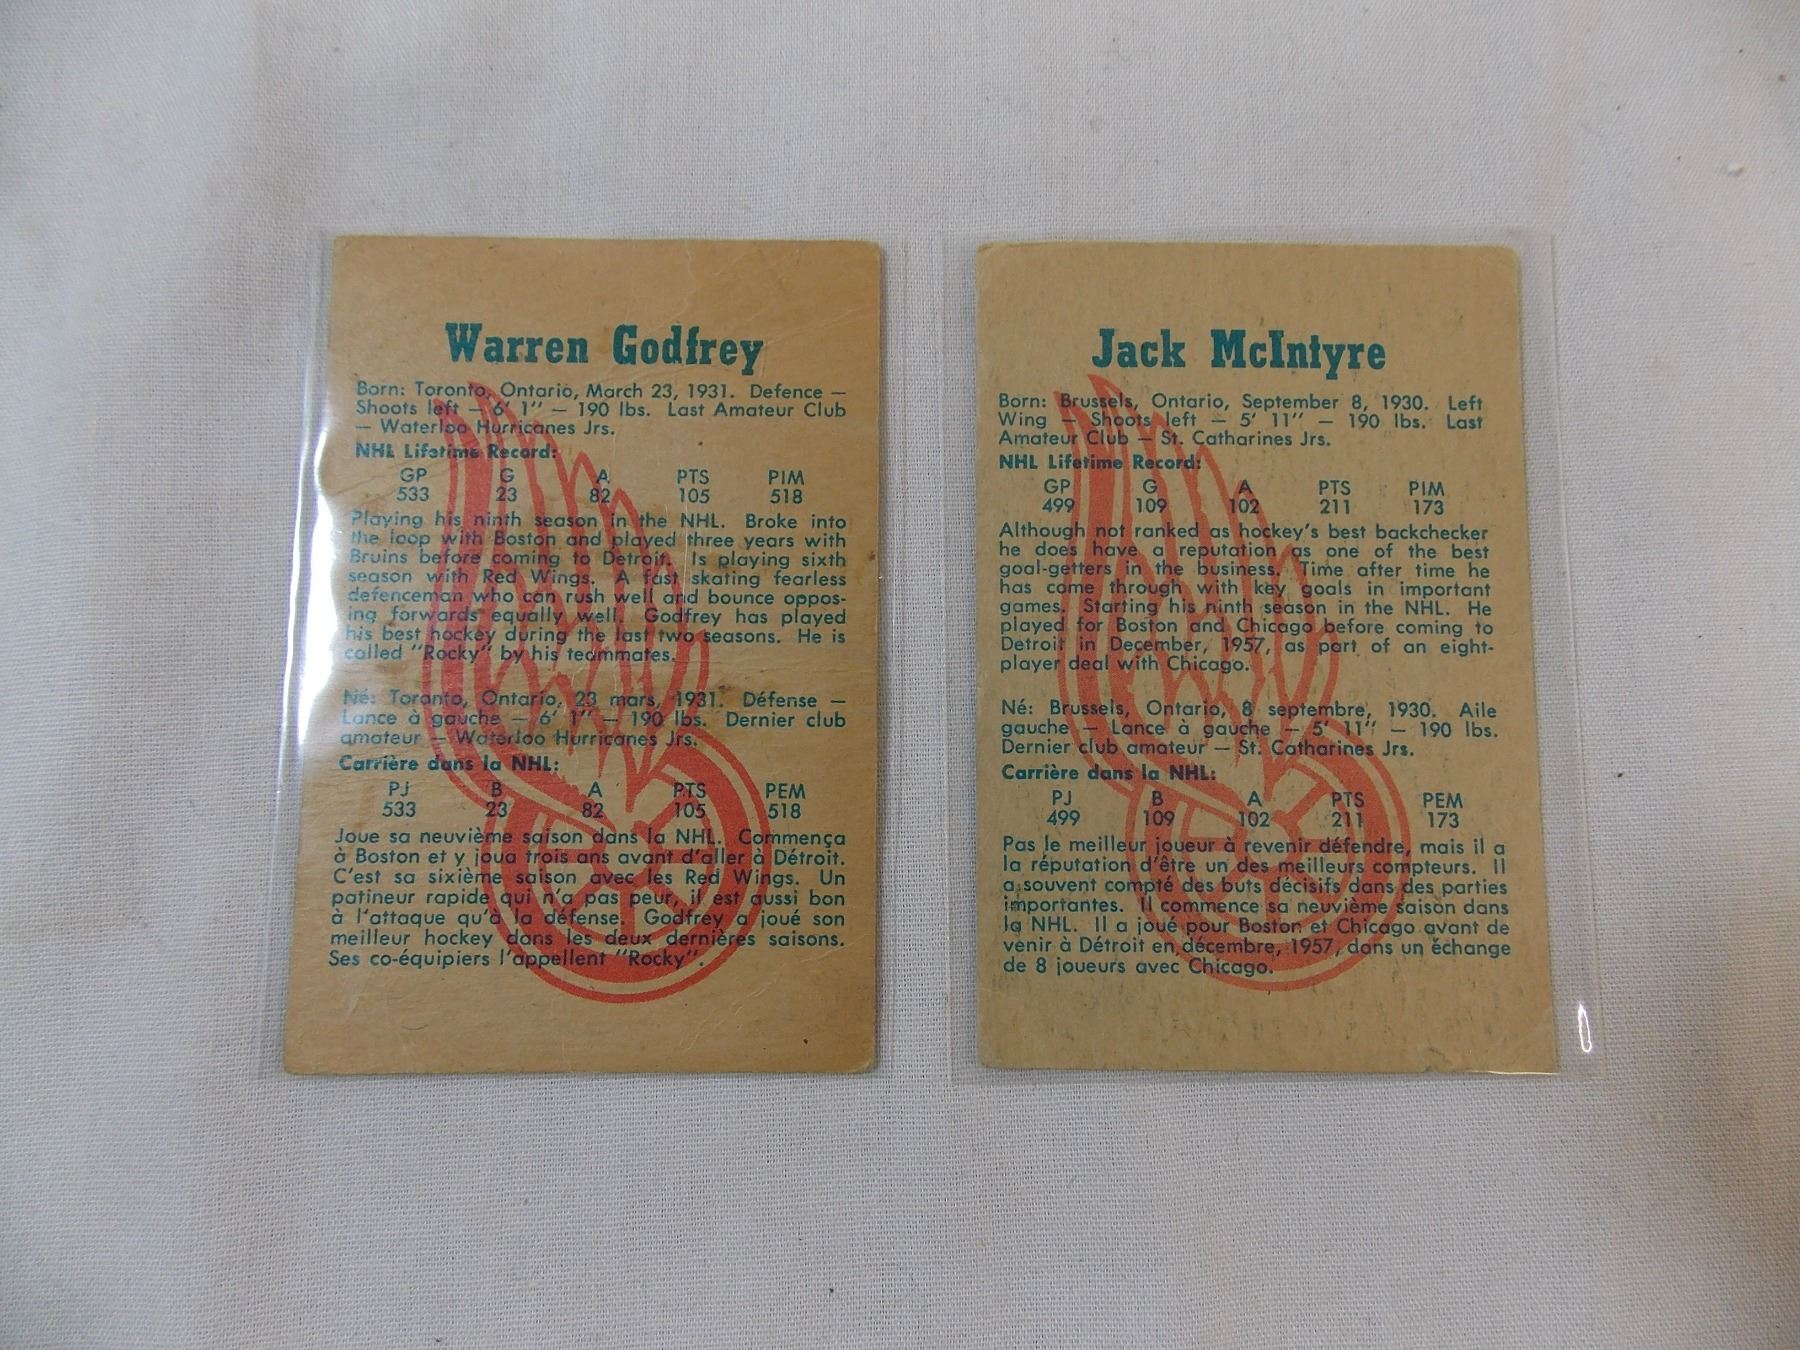 Warren Godfrey
Born: Toronto, Ontario, March 23, 1931. Defence —
Shoots left — 6' 1" — 190 lbs. Last Amateur Club
— Waterloo Hurricanes Jrs.
NHL Lifetime Record:
GP G A PTS PIM
533 23 82 105 518
Playing his ninth season in the NHL. Broke into
the loop with Boston and played three years with
Bruins before coming to Detroit. Is playing sixth
season with Red Wings. A fast skating fearless
defenceman who can rush well and bounce oppos-
ing forwards equally well. Godfrey has played
his best hockey during the last two seasons. He is
called "Rocky" by his teammates.
Né: Toronto, Ontario, 23 mars, 1931. Défense —
Lance à gauche — 6' 1" — 190 lbs. Dernier club
amateur — Waterloo Hurricanes Jrs.
Carrière dans la NHL:
PJ B A PTS PEM
533 23 82 105 518
Joue sa neuvième saison dans la NHL. Commença
à Boston et y joua trois ans avant d'aller à Détroit.
C'est sa sixième saison avec les Red Wings. Un
patineur rapide qui n'a pas peur, il est aussi bon
à l'attaque qu'à la défense. Godfrey a joué son
meilleur hockey dans les deux dernières saisons.
Ses co-équipiers l'appellent "Rocky".
Jack McIntyre
Born: Brussels, Ontario, September 8, 1930. Left
Wing — Shoots left — 5' 11" — 190 lbs. Last
Amateur Club — St. Catharines Jrs.
NHL Lifetime Record:
GP G A PTS PIM
499 109 102 211 173
Although not ranked as hockey's best backchecker
he does have a reputation as one of the best
goal-getters in the business. Time after time he
has come through with key goals in important
games. Starting his ninth season in the NHL. He
played for Boston and Chicago before coming to
Detroit in December, 1957, as part of an eight-
player deal with Chicago.
Né: Brussels, Ontario, 8 septembre, 1930. Aile
gauche — Lance à gauche — 5' 11" — 190 lbs.
Dernier club amateur — St. Catharines Jrs.
Carrière dans la NHL:
PJ B A PTS PEM
499 109 102 211 173
Pas le meilleur joueur à revenir défendre, mais il a
la réputation d'être un des meilleurs compteurs. Il
a souvent compté des buts décisifs dans des parties
importantes. Il commence sa neuvième saison dans
la NHL. Il a joué pour Boston et Chicago avant de
venir à Détroit en décembre, 1957, dans un échange
de 8 joueurs avec Chicago.